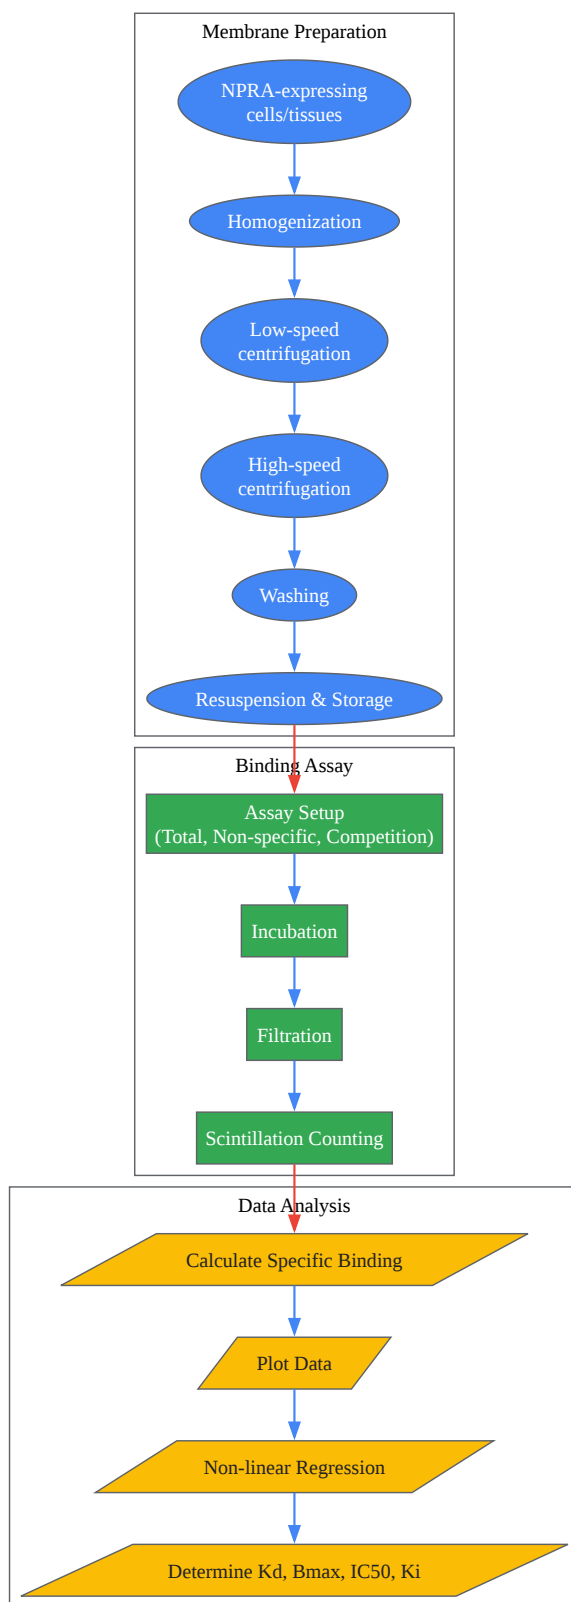 Membrane Preparation
NPRA-expressing
cells/tissues
Homogenization
Low-speed
centrifugation
High-speed
centrifugation
Washing
Resuspension & Storage
Binding Assay
Assay Setup
(Total, Non-specific, Competition)
Incubation
Filtration
Scintillation Counting
Data Analysis
Calculate Specific Binding
Plot Data
Non-linear Regression
Determine Kd, Bmax, IC50, Ki